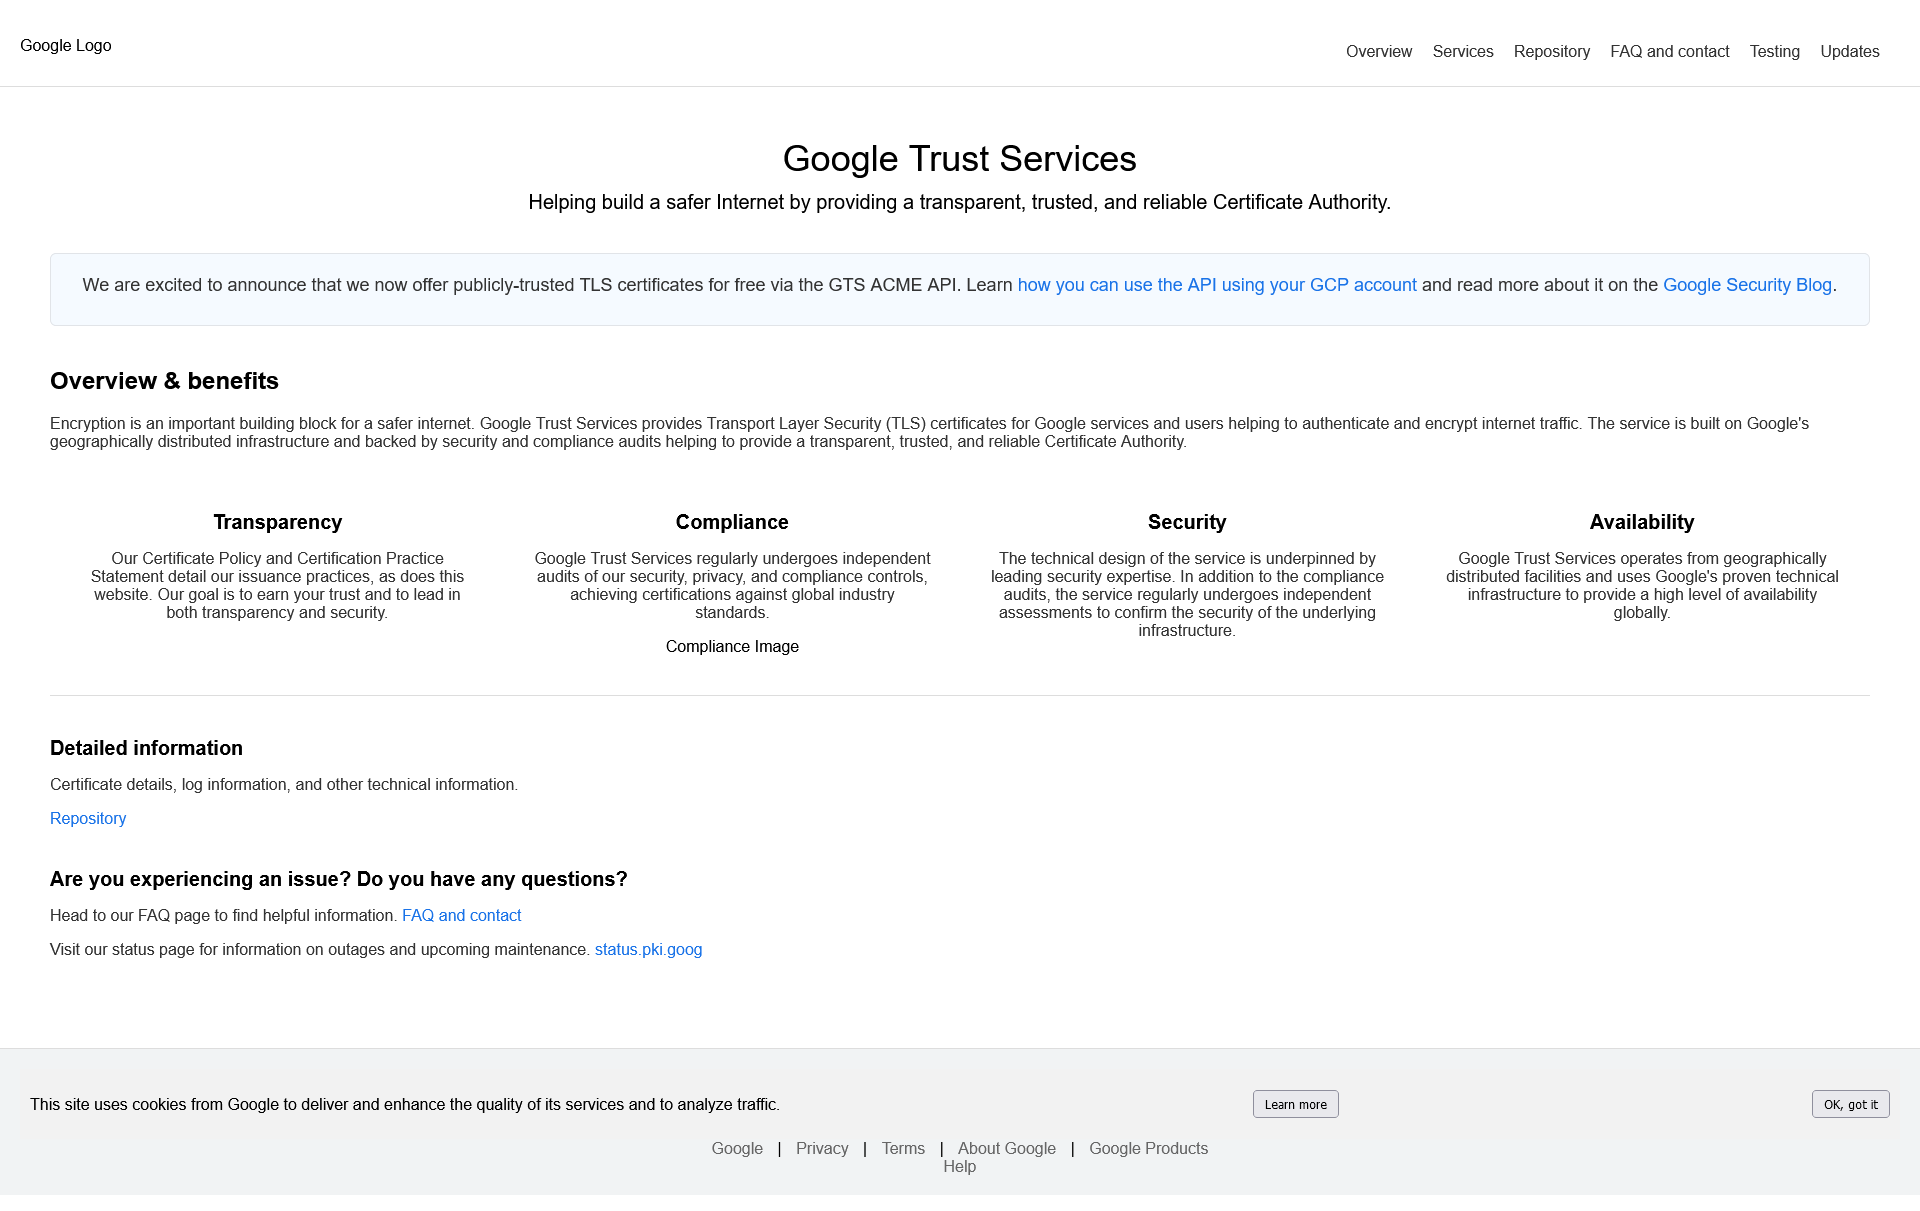 Google Logo
Overview Services Repository FAQ and contact Testing Updates
Google Trust Services
Helping build a safer Internet by providing a transparent, trusted, and reliable Certificate Authority.
We are excited to announce that we now offer publicly-trusted TLS certificates for free via the GTS ACME API. Learn how you can use the API using your GCP account and read more about it on the Google Security Blog.
Overview & benefits
Encryption is an important building block for a safer internet. Google Trust Services provides Transport Layer Security (TLS) certificates for Google services and users helping to authenticate and encrypt internet traffic. The service is built on Google's
geographically distributed infrastructure and backed by security and compliance audits helping to provide a transparent, trusted, and reliable Certificate Authority.
Transparency
Our Certificate Policy and Certification Practice
Statement detail our issuance practices, as does this
website. Our goal is to earn your trust and to lead in
both transparency and security.
Compliance
Google Trust Services regularly undergoes independent
audits of our security, privacy, and compliance controls,
achieving certifications against global industry
standards.
Compliance Image
Security
The technical design of the service is underpinned by
leading security expertise. In addition to the compliance
audits, the service regularly undergoes independent
assessments to confirm the security of the underlying
infrastructure.
Availability
Google Trust Services operates from geographically
distributed facilities and uses Google's proven technical
infrastructure to provide a high level of availability
globally.
Detailed information
Certificate details, log information, and other technical information.
Repository
Are you experiencing an issue? Do you have any questions?
Head to our FAQ page to find helpful information. FAQ and contact
Visit our status page for information on outages and upcoming maintenance. status.pki.goog
This site uses cookies from Google to deliver and enhance the quality of its services and to analyze traffic. Learn more OK, got it
Google | Privacy | Terms | About Google | Google Products
Help